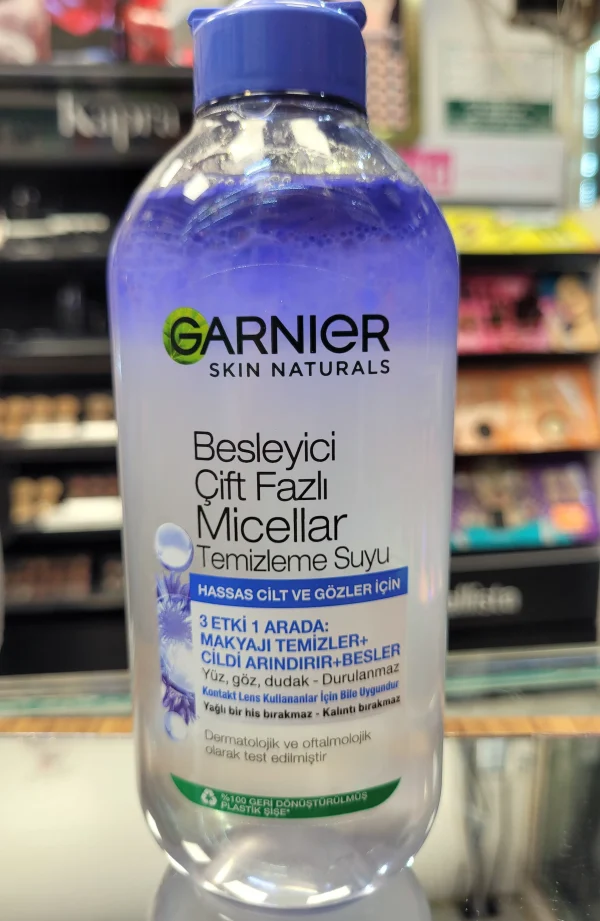 Kapra
GARNIER
SKIN NATURALS
Besleyici
Çift Fazlı
Micellar
Temizleme Suyu
HASSAS CİLT VE GÖZLER İÇİN
3 ETKİ 1 ARADA:
MAKYAJI TEMİZLER+
CİLDİ ARINDIRIR+BESLER
Yüz, göz, dudak - Durulanmaz
Kontakt Lens Kullananlar İçin Bile Uygundur
Yağlı bir his bırakmaz - Kalıntı bırakmaz
Dermatolojik ve oftalmolojik
olarak test edilmiştir
%100 GERİ DÖNÜŞTÜRÜLMÜŞ
PLASTİK ŞİŞE*